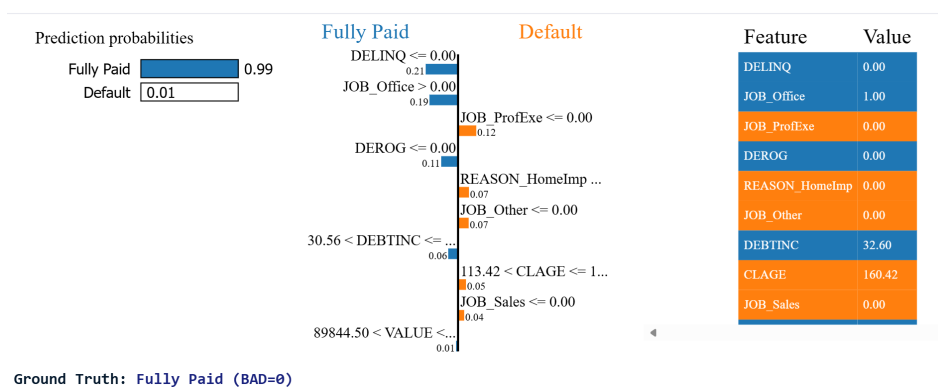 Prediction probabilities
Fully Paid 0.99
Default 0.01
Fully Paid Default
DELINQ <= 0.00
0.21
JOB_Office > 0.00
0.19
JOB_ProfExe <= 0.00
0.12
DEROG <= 0.00
0.11
REASON_HomeImp ...
0.07
JOB_Other <= 0.00
0.07
30.56 < DEBTINC <= ...
0.06
113.42 < CLAGE <= 1...
0.05
JOB_Sales <= 0.00
0.04
89844.50 < VALUE <...
0.01
Feature Value
DELINQ 0.00
JOB_Office 1.00
JOB_ProfExe 0.00
DEROG 0.00
REASON_HomeImp 0.00
JOB_Other 0.00
DEBTINC 32.60
CLAGE 160.42
JOB_Sales 0.00
Ground Truth: Fully Paid (BAD=0)